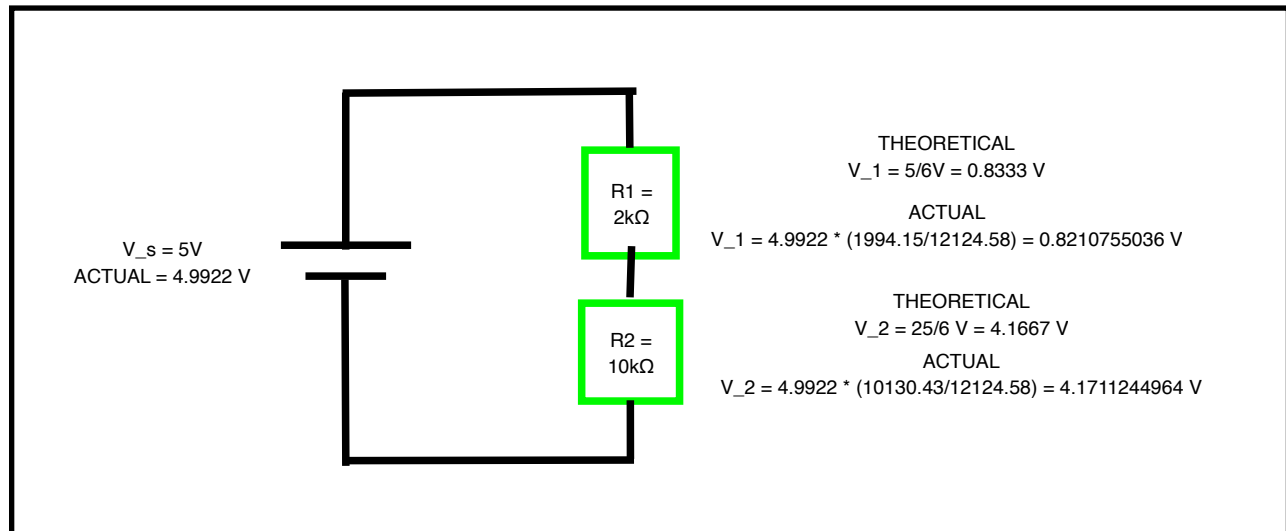 V_s = 5V
ACTUAL = 4.9922 V
R1 =
2kΩ
R2 =
10kΩ
THEORETICAL
V_1 = 5/6V = 0.8333 V
ACTUAL
V_1 = 4.9922 * (1994.15/12124.58) = 0.8210755036 V
THEORETICAL
V_2 = 25/6 V = 4.1667 V
ACTUAL
V_2 = 4.9922 * (10130.43/12124.58) = 4.1711244964 V